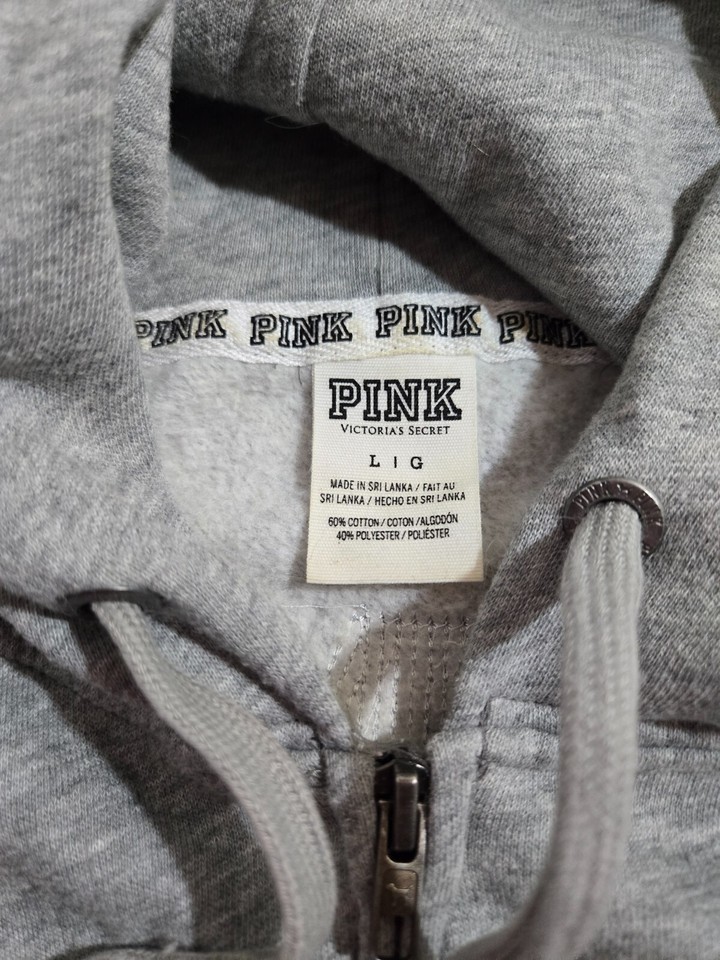 PINK PINK PINK PINK
PINK
VICTORIA'S SECRET
L | G
MADE IN SRI LANKA / FAIT AU
SRI LANKA / HECHO EN SRI LANKA
60% COTTON / COTON / ALGODÓN
40% POLYESTER / POLIÉSTER
PINK